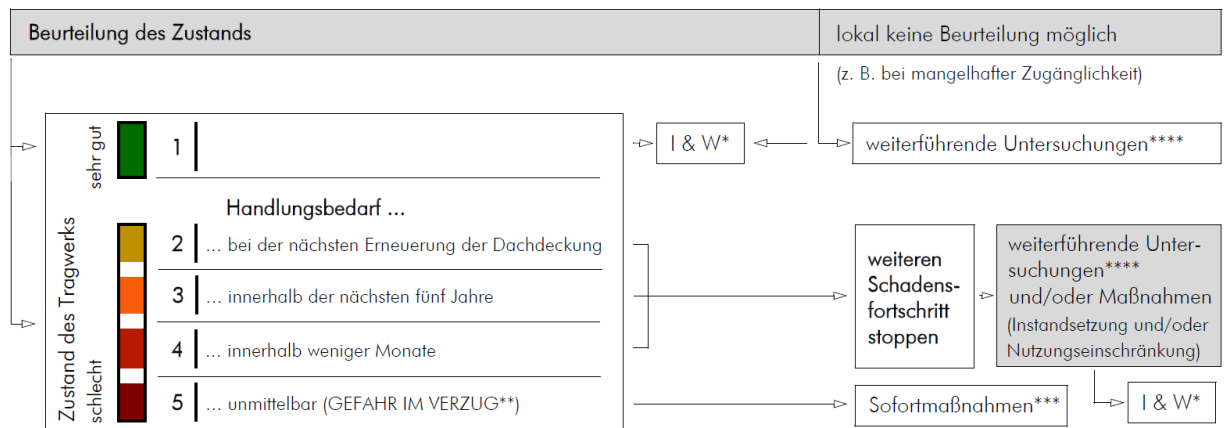 Beurteilung des Zustands
lokal keine Beurteilung möglich
(z. B. bei mangelhafter Zugänglichkeit)
Zustand des Tragwerks
sehr gut
schlecht
1
I & W*
weiterführende Untersuchungen****
Handlungsbedarf ...
2 ... bei der nächsten Erneuerung der Dachdeckung
3 ... innerhalb der nächsten fünf Jahre
4 ... innerhalb weniger Monate
5 ... unmittelbar (GEFAHR IM VERZUG**)
weiteren
Schadens-
fortschritt
stoppen
weiterführende Unter-
suchungen****
und/oder Maßnahmen
(Instandsetzung und/oder
Nutzungseinschränkung)
Sofortmaßnahmen***
I & W*